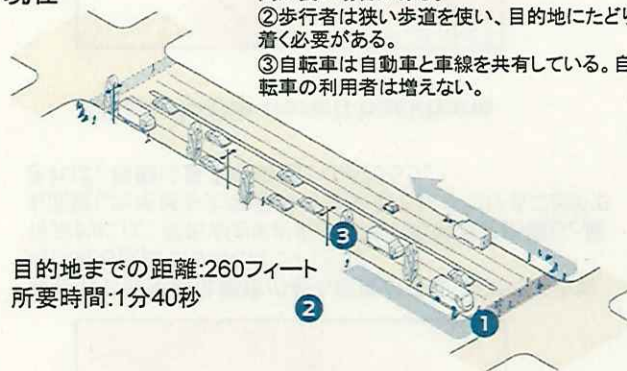 ②歩行者は狭い歩道を使い、目的地にたどり
着く必要がある。
③自転車は自動車と車線を共有している。自
転車の利用者は増えない。
3
目的地までの距離:260フィート
所要時間:1分40秒
2
1